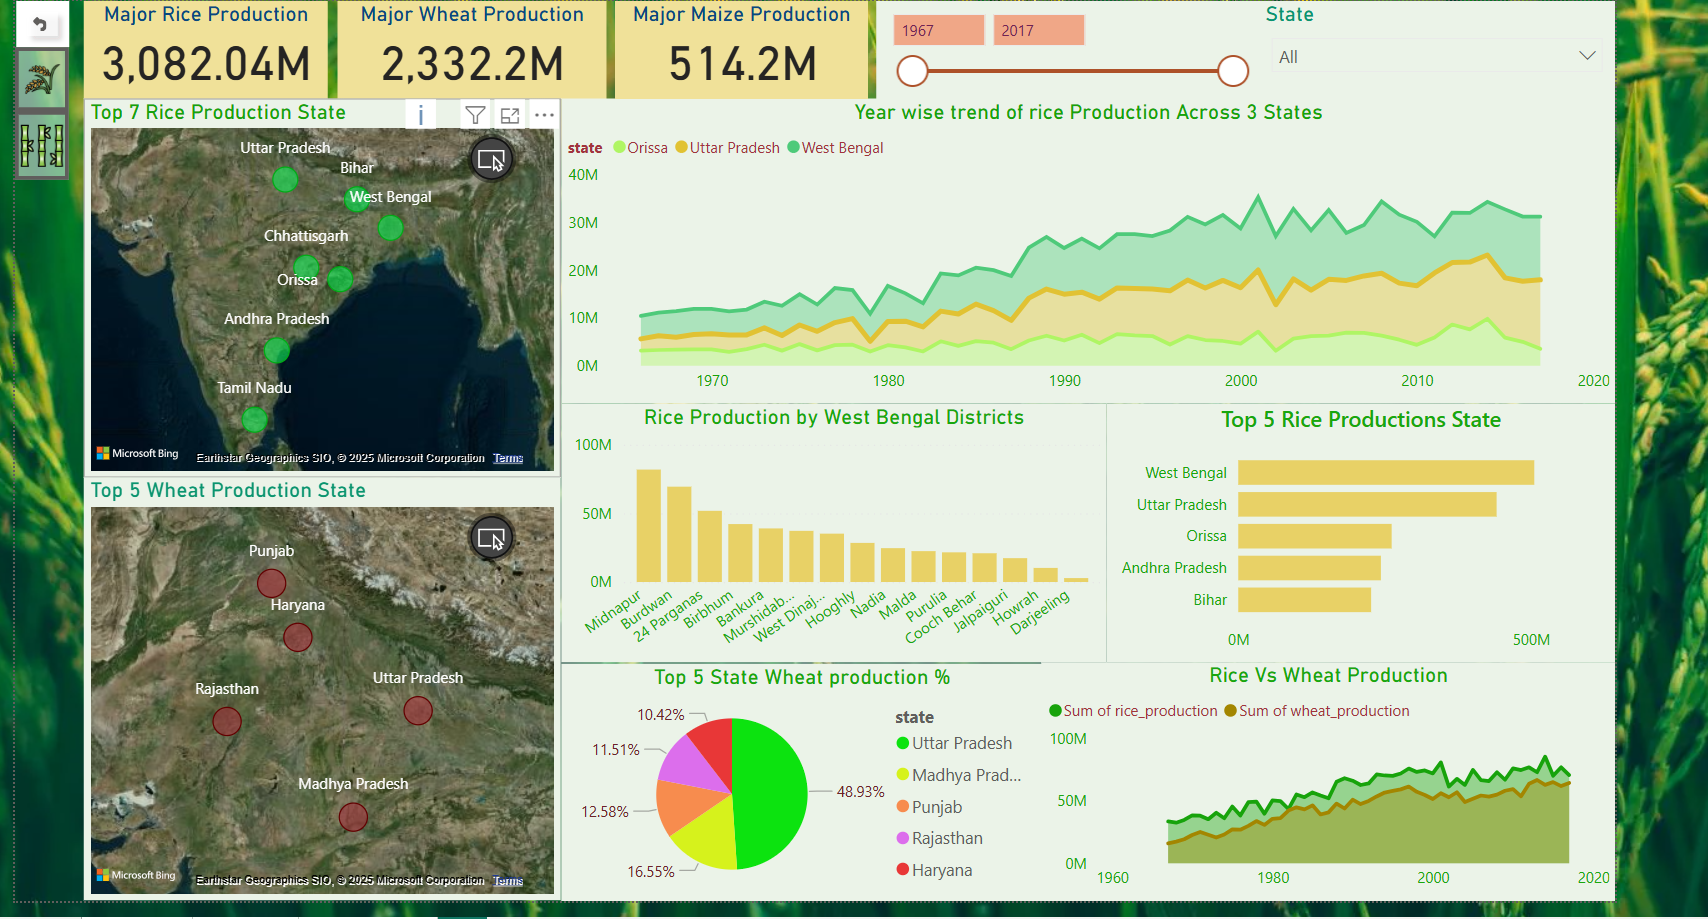 Major Rice Production
3,082.04M
Major Wheat Production
2,332.2M
Major Maize Production
514.2M
1967
2017
State
All
Top 7 Rice Production State
Uttar Pradesh
Bihar
West Bengal
Chhattisgarh
Orissa
Andhra Pradesh
Tamil Nadu
Microsoft Bing
Earthstar Geographics SIO, © 2025 Microsoft Corporation Terms
Year wise trend of rice Production Across 3 States
state Orissa Uttar Pradesh West Bengal
40M
30M
20M
10M
0M
1970 1980 1990 2000 2010 2020
Rice Production by West Bengal Districts
100M
50M
0M
Midnapur
Burdwan
24 Parganas
Birbhum
Bankura
Murshidab...
West Dinaj...
Hooghly
Nadia
Malda
Purulia
Cooch Behar
Jalpaiguri
Howrah
Darjeeling
Top 5 Rice Productions State
West Bengal
Uttar Pradesh
Orissa
Andhra Pradesh
Bihar
0M 500M
Top 5 Wheat Production State
Punjab
Haryana
Rajasthan
Uttar Pradesh
Madhya Pradesh
Microsoft Bing
Earthstar Geographics SIO, © 2025 Microsoft Corporation Terms
Top 5 State Wheat production %
10.42%
11.51%
12.58%
16.55%
48.93%
state
Uttar Pradesh
Madhya Prad...
Punjab
Rajasthan
Haryana
Rice Vs Wheat Production
Sum of rice_production Sum of wheat_production
100M
50M
0M
1960 1980 2000 2020